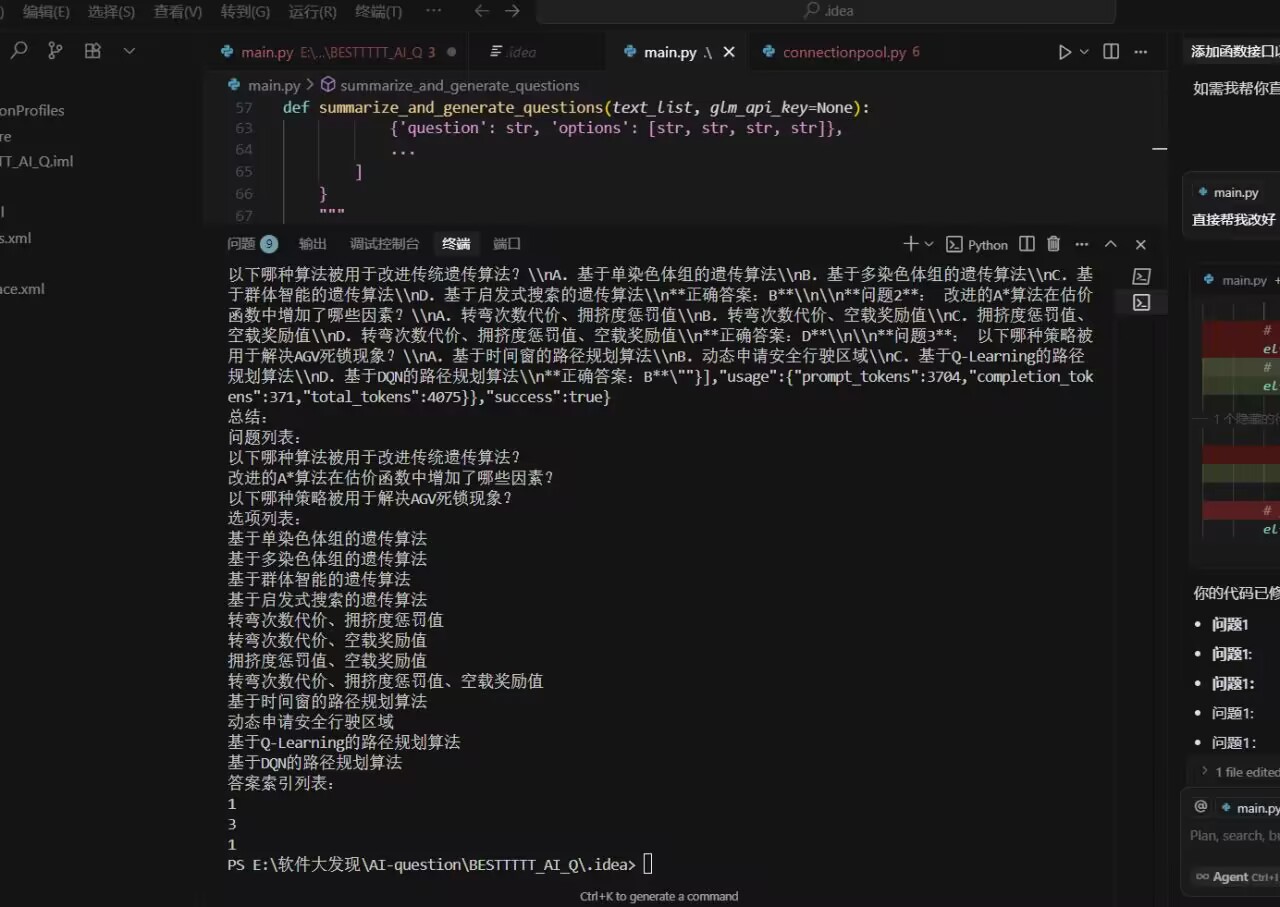 编辑(E) 选择(S) 查看(V) 转到(G) 运行(R) 终端(T) ··· ← → .idea
main.py E:\...\BESTTTTT_AI_Q 3 .idea main.py .\ connectionpool.py 6
main.py > summarize_and_generate_questions
57 def summarize_and_generate_questions(text_list, glm_api_key=None):
63 {'question': str, 'options': [str, str, str, str]},
64 ...
65 ]
66 }
67 """
onProfiles
re
TT_AI_Q.iml
l
s.xml
ace.xml
问题 9 输出 调试控制台 终端 端口 Python
以下哪种算法被用于改进传统遗传算法？\\nA. 基于单染色体组的遗传算法\\nB. 基于多染色体组的遗传算法\\nC. 基
于群体智能的遗传算法\\nD. 基于启发式搜索的遗传算法\\n**正确答案：B**\\n\\n**问题2**： 改进的A*算法在估价
函数中增加了哪些因素？\\nA. 转弯次数代价、拥挤度惩罚值\\nB. 转弯次数代价、空载奖励值\\nC. 拥挤度惩罚值、
空载奖励值\\nD. 转弯次数代价、拥挤度惩罚值、空载奖励值\\n**正确答案：D**\\n\\n**问题3**： 以下哪种策略被
用于解决AGV死锁现象？\\nA. 基于时间窗的路径规划算法\\nB. 动态申请安全行驶区域\\nC. 基于Q-Learning的路径
规划算法\\nD. 基于DQN的路径规划算法\\n**正确答案：B**\""}],"usage":{"prompt_tokens":3704,"completion_tok
ens":371,"total_tokens":4075}},"success":true}
总结：
问题列表：
以下哪种算法被用于改进传统遗传算法？
改进的A*算法在估价函数中增加了哪些因素？
以下哪种策略被用于解决AGV死锁现象？
选项列表：
基于单染色体组的遗传算法
基于多染色体组的遗传算法
基于群体智能的遗传算法
基于启发式搜索的遗传算法
转弯次数代价、拥挤度惩罚值
转弯次数代价、空载奖励值
拥挤度惩罚值、空载奖励值
转弯次数代价、拥挤度惩罚值、空载奖励值
基于时间窗的路径规划算法
动态申请安全行驶区域
基于Q-Learning的路径规划算法
基于DQN的路径规划算法
答案索引列表：
1
3
1
PS E:\软件大发现\AI-question\BESTTTTT_AI_Q\.idea>
Ctrl+K to generate a command
添加函数接口
如需我帮你
main.py
直接帮我改好
main.py
#
el
#
el
1 个隐藏的
#
el
你的代码已
• 问题1
• 问题1:
• 问题1:
• 问题1:
• 问题1:
> 1 file edited
@ main.py
Plan, search, bu
∞ Agent Ctrl+I